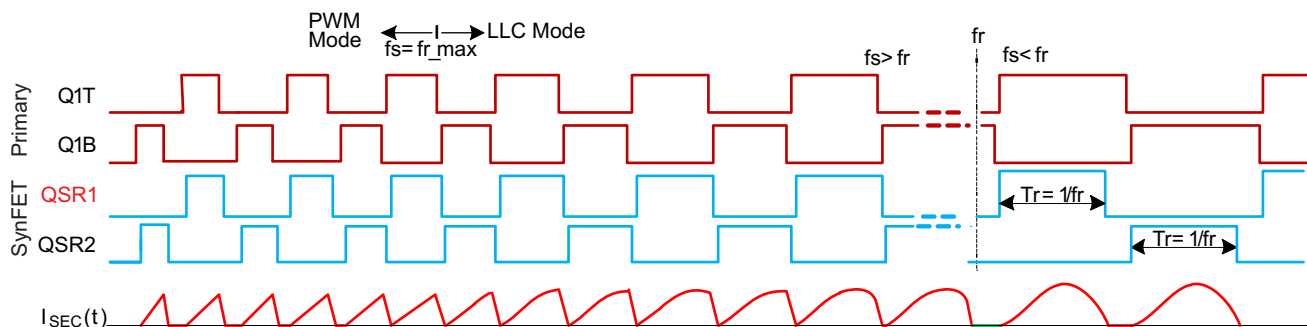 PWM Mode
LLC Mode
fs= fr_max
fr
fs> fr
fs< fr
Primary
Q1T
Q1B
SynFET
QSR1
QSR2
Tr= 1/fr
Tr= 1/fr
ISEC(t)